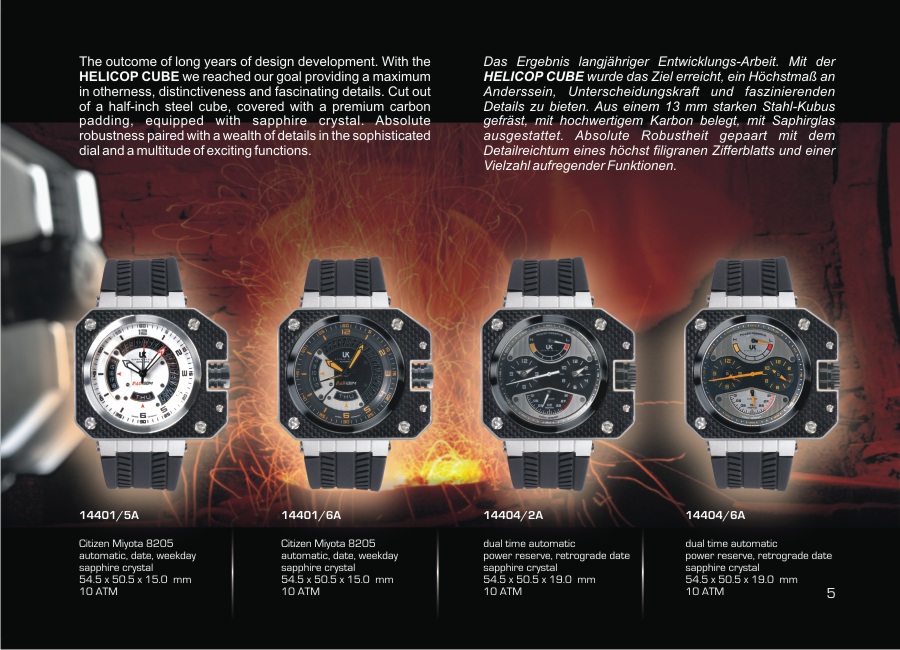 The outcome of long years of design development. With the
HELICOP CUBE we reached our goal providing a maximum
in otherness, distinctiveness and fascinating details. Cut out
of a half-inch steel cube, covered with a premium carbon
padding, equipped with sapphire crystal. Absolute
robustness paired with a wealth of details in the sophisticated
dial and a multitude of exciting functions.
Das Ergebnis langjähriger Entwicklungs-Arbeit. Mit der
HELICOP CUBE wurde das Ziel erreicht, ein Höchstmaß an
Anderssein, Unterscheidungskraft und faszinierenden
Details zu bieten. Aus einem 13 mm starken Stahl-Kubus
gefräst, mit hochwertigem Karbon belegt, mit Saphirglas
ausgestattet. Absolute Robustheit gepaart mit dem
Detailreichtum eines höchst filigranen Zifferblatts und einer
Vielzahl aufregender Funktionen.
14401/5A
Citizen Miyota 8205
automatic, date, weekday
sapphire crystal
54.5 x 50.5 x 15.0 mm
10 ATM
14401/6A
Citizen Miyota 8205
automatic, date, weekday
sapphire crystal
54.5 x 50.5 x 15.0 mm
10 ATM
14404/2A
dual time automatic
power reserve, retrograde date
sapphire crystal
54.5 x 50.5 x 19.0 mm
10 ATM
14404/6A
dual time automatic
power reserve, retrograde date
sapphire crystal
54.5 x 50.5 x 19.0 mm
10 ATM
5